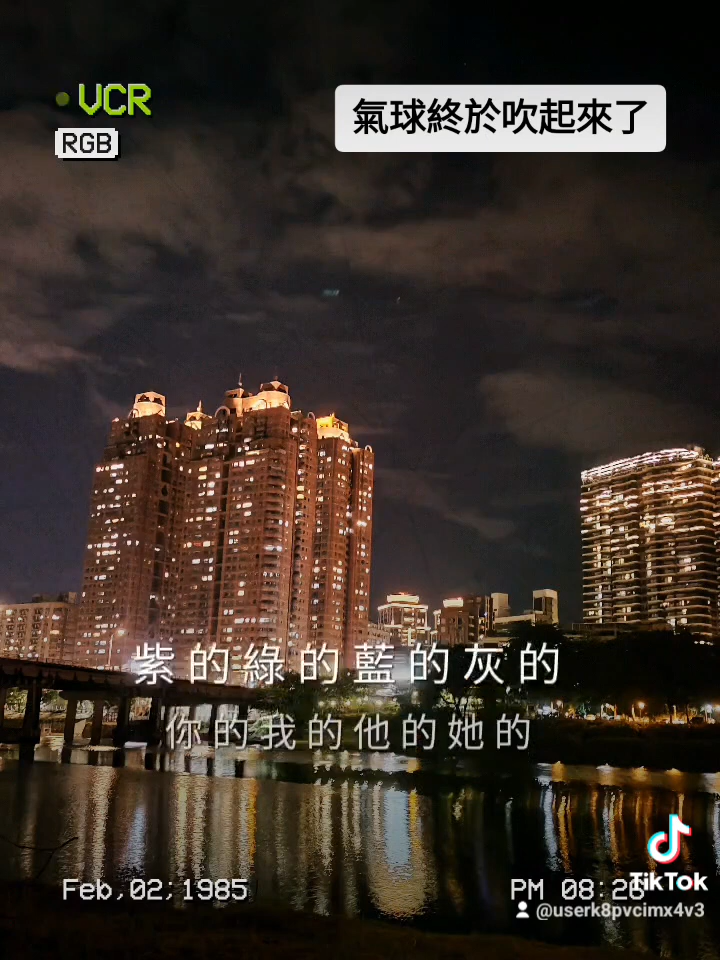 VCR
RGB
氣球終於吹起來了
紫的綠的藍的灰的
你的我的他的她的
Feb,02,1985
PM 08:26
TikTok
@userk8pvcimx4v3